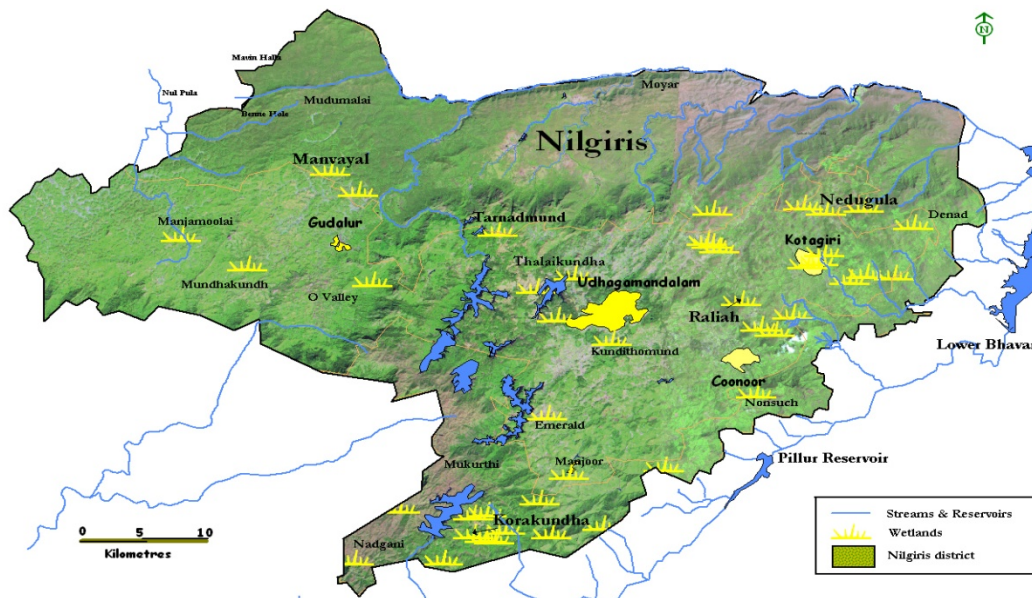 N
Mavin Halla
Moyar
Nul Pula
Mudumalai
Benne Hole
Nilgiris
Manvayal
Nedugula
Manjamoolai
Gudalur
Tarnadmund
Denad
Kotagiri
Thalaikundha
Mundhakundh
Udhagamandalam
O Valley
Raliah
Kundithomund
Lower Bhavan
Coonoor
Nonsuch
Emerald
Manjoor
Pillur Reservoir
Mukurthi
Korakundha
Nadgani
0 5 10
Kilometres
Streams & Reservoirs
Wetlands
Nilgiris district